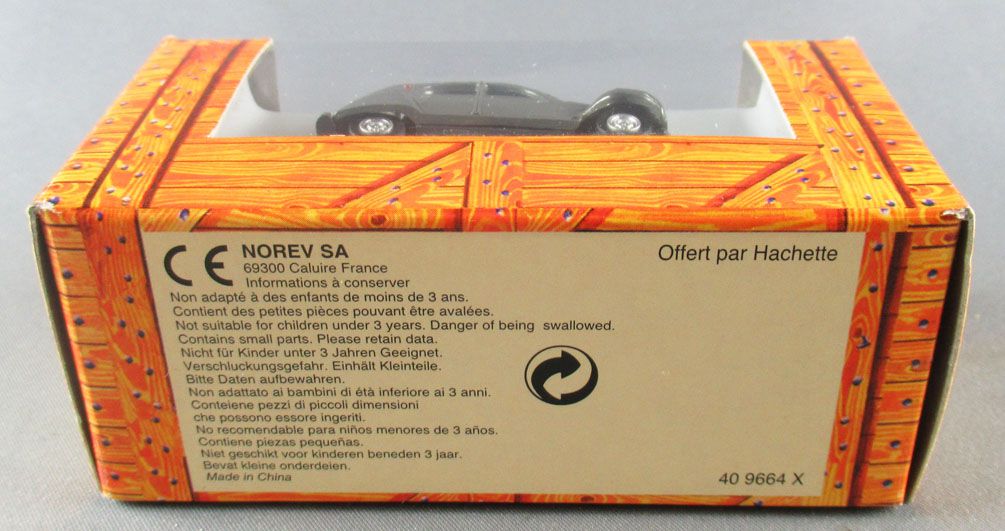 CE
NOREV SA
69300 Caluire France
Informations à conserver
Offert par Hachette
Non adapté à des enfants de moins de 3 ans.
Contient des petites pièces pouvant être avalées.
Not suitable for children under 3 years. Danger of being swallowed.
Contains small parts. Please retain data.
Nicht für Kinder unter 3 Jahren Geeignet.
Verschluckungsgefahr. Einhält Kleinteile.
Bitte Daten aufbewahren.
Non adattato ai bambini di étà inferiore ai 3 anni.
Conteiene pezzi di piccoli dimensioni
che possono essore ingeriti.
No recomendable para niños menores de 3 años.
Contiene piezas pequeñas.
Niet geschikt voor kinderen beneden 3 jaar.
Bevat kleine onderdeien.
Made in China
40 9664 X